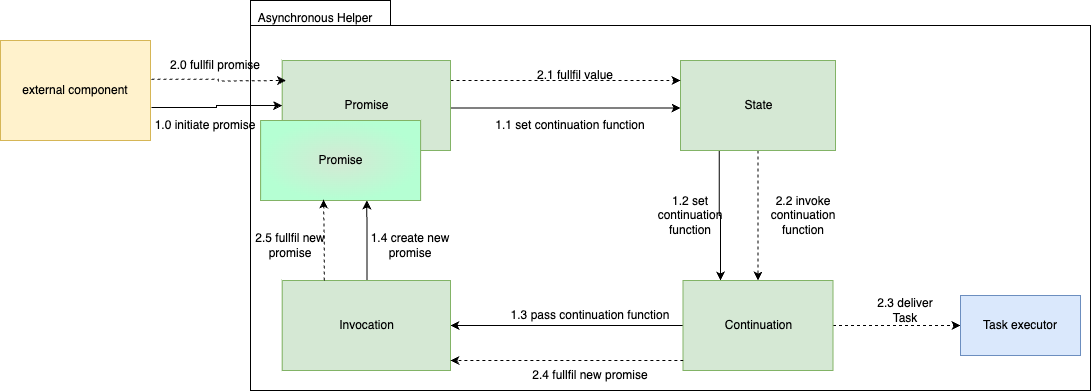 Asynchronous Helper
external component
2.0 fullfil promise
1.0 initiate promise
Promise
2.1 fullfil value
1.1 set continuation function
State
Promise
1.2 set
continuation
function
2.2 invoke
continuation
function
2.5 fullfil new
promise
1.4 create new
promise
Invocation
1.3 pass continuation function
2.4 fullfil new promise
Continuation
2.3 deliver
Task
Task executor